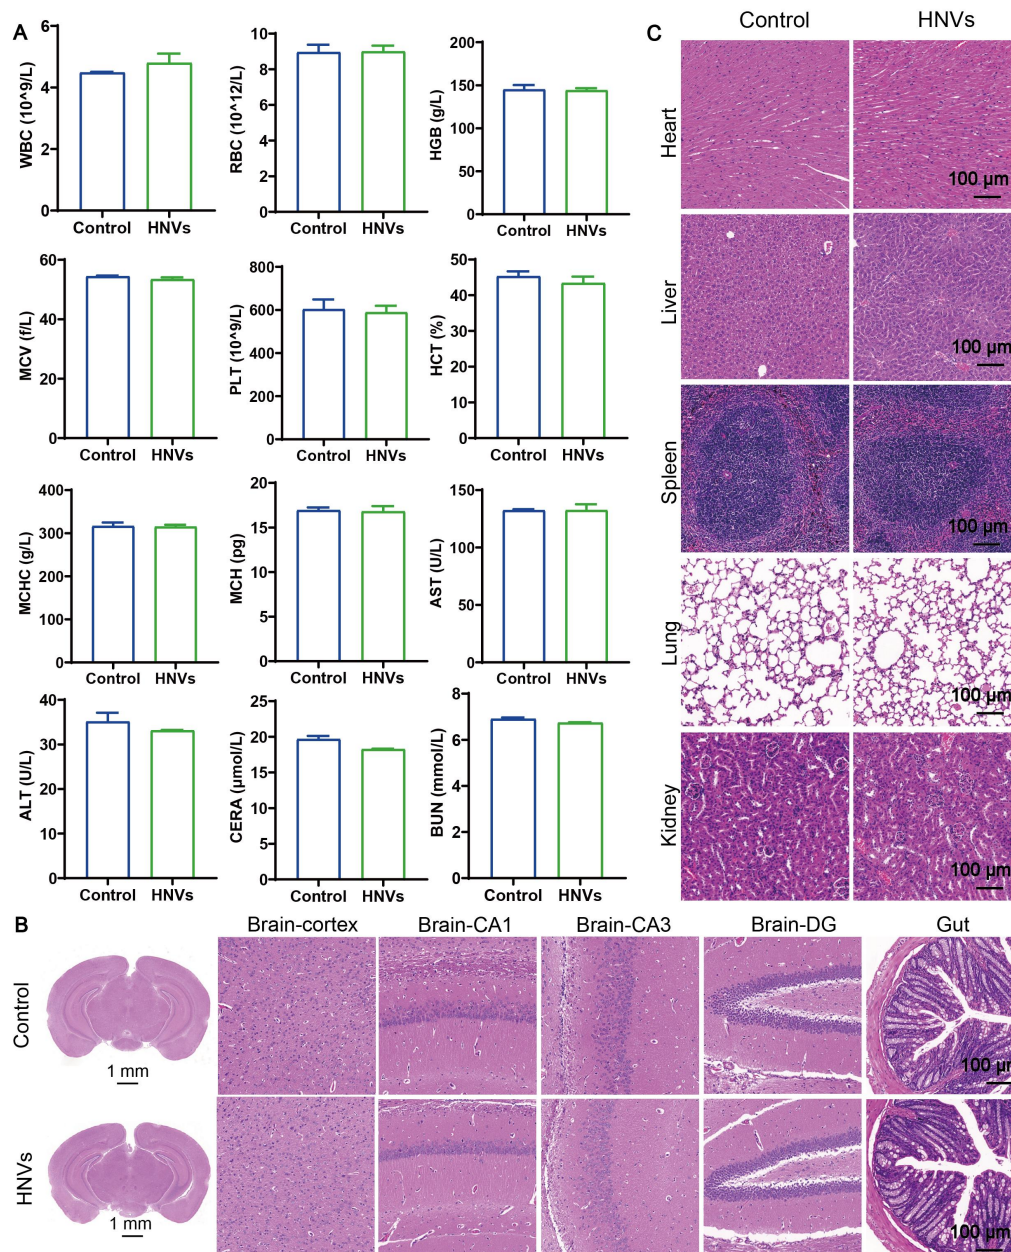 A
WBC (10^9/L)
6
4
2
0
Control HNVs
RBC (10^12/L)
10
8
6
4
2
0
Control HNVs
HGB (g/L)
200
150
100
50
0
Control HNVs
MCV (f/L)
60
40
20
0
Control HNVs
PLT (10^9/L)
800
600
400
200
0
Control HNVs
HCT (%)
50
40
30
20
10
0
Control HNVs
MCHC (g/L)
400
300
200
100
0
Control HNVs
MCH (pg)
20
15
10
5
0
Control HNVs
AST (U/L)
150
100
50
0
Control HNVs
ALT (U/L)
40
30
20
10
0
Control HNVs
CERA (µmol/L)
25
20
15
10
5
0
Control HNVs
BUN (mmol/L)
8
6
4
2
0
Control HNVs
C
Control HNVs
Heart
100 µm
Liver
100 µm
Spleen
100 µm
Lung
100 µm
Kidney
100 µm
B
Brain-cortex Brain-CA1 Brain-CA3 Brain-DG Gut
Control
1 mm
100 µm
HNVs
1 mm
100 µm